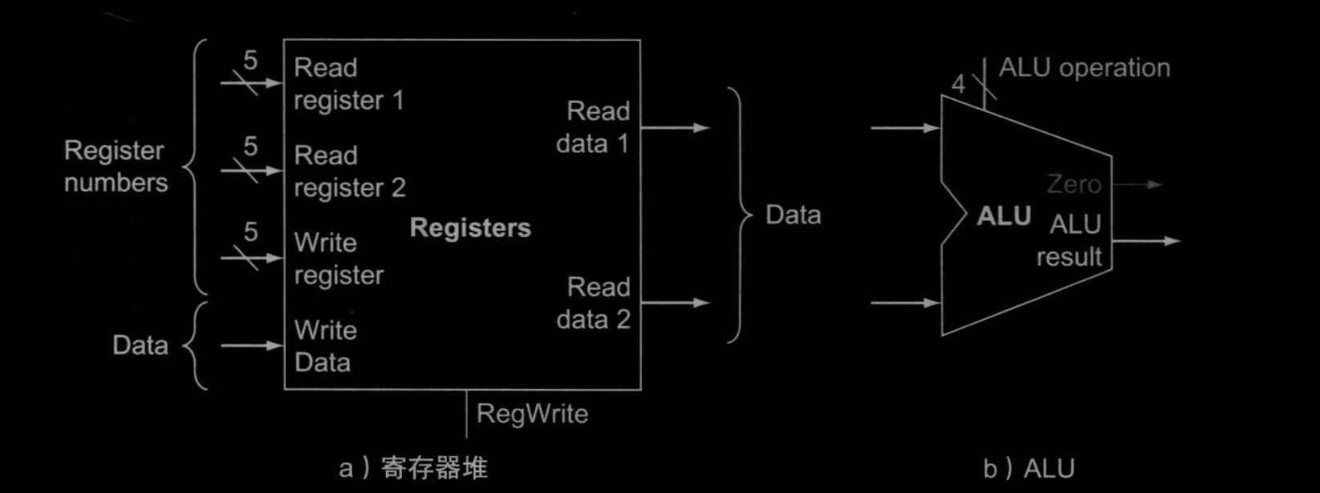 Register
numbers
Data
5
Read
register 1
5
Read
register 2
5
Write
register
Write
Data
Registers
Read
data 1
Read
data 2
Data
RegWrite
a）寄存器堆
4
ALU operation
Zero
ALU
ALU
result
b）ALU